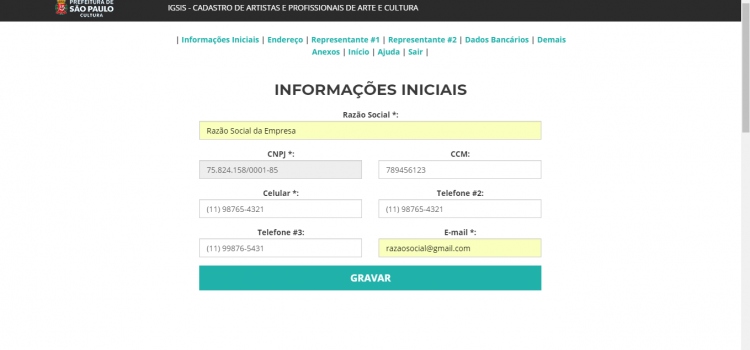 PREFEITURA DE
SÃO PAULO
CULTURA
IGSIS - CADASTRO DE ARTISTAS E PROFISSIONAIS DE ARTE E CULTURA
| Informações Iniciais | Endereço | Representante #1 | Representante #2 | Dados Bancários | Demais
Anexos | Início | Ajuda | Sair |
INFORMAÇÕES INICIAIS
Razão Social *:
Razão Social da Empresa
CNPJ *:
CCM:
75.824.158/0001-85
789456123
Celular *:
Telefone #2:
(11) 98765-4321
(11) 98765-4321
Telefone #3:
E-mail *:
(11) 99876-5431
razaosocial@gmail.com
GRAVAR